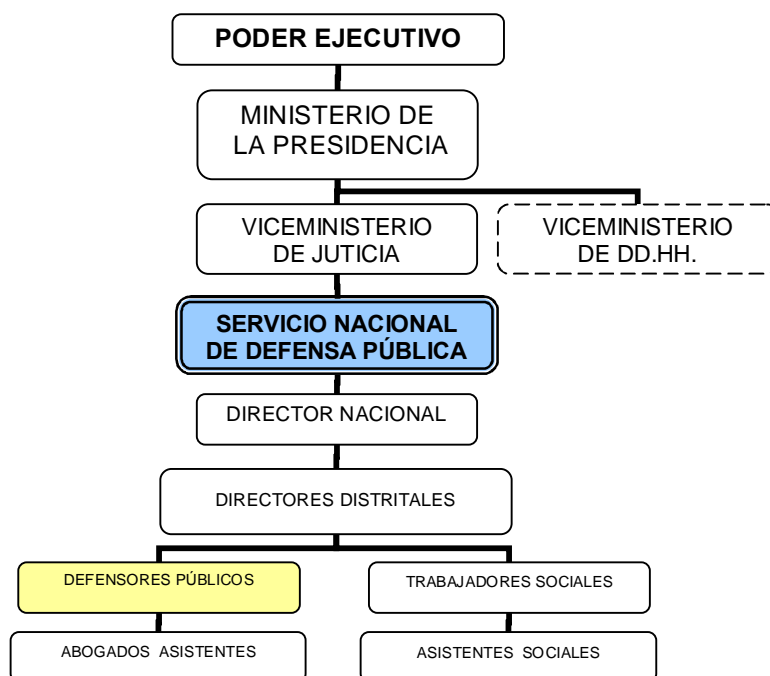 PODER EJECUTIVO
MINISTERIO DE
LA PRESIDENCIA
VICEMINISTERIO
DE JUTICIA
VICEMINISTERIO
DE DD.HH.
SERVICIO NACIONAL
DE DEFENSA PÚBLICA
DIRECTOR NACIONAL
DIRECTORES DISTRITALES
DEFENSORES PÚBLICOS
TRABAJADORES SOCIALES
ABOGADOS ASISTENTES
ASISTENTES SOCIALES